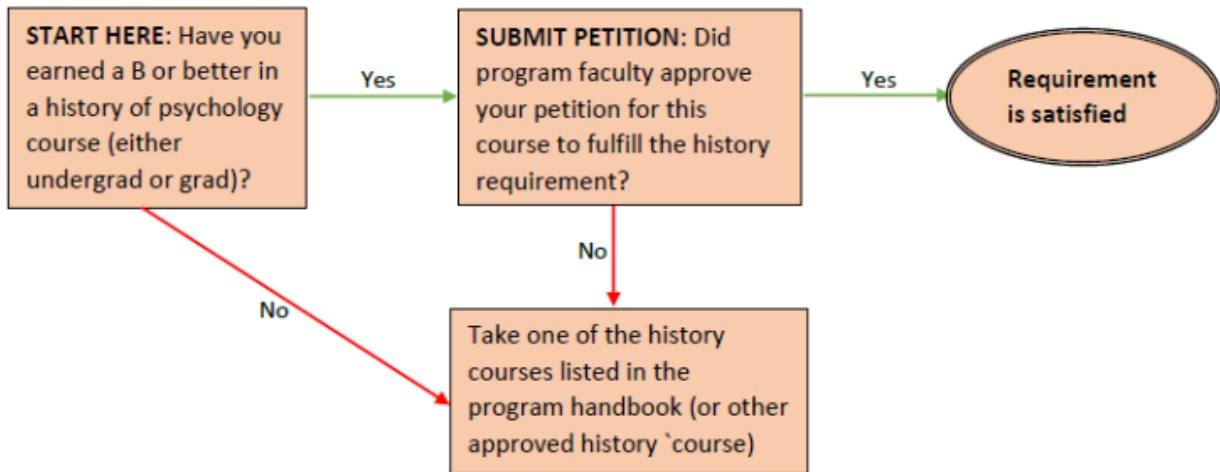 START HERE: Have you
earned a B or better in
a history of psychology
course (either
undergrad or grad)?
Yes
SUBMIT PETITION: Did
program faculty approve
your petition for this
course to fulfill the history
requirement?
Yes
Requirement
is satisfied
No
No
Take one of the history
courses listed in the
program handbook (or other
approved history `course)